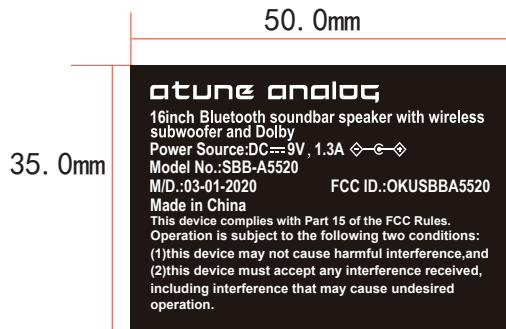 50.0mm
35.0mm
atune analog
16inch Bluetooth soundbar speaker with wireless
subwoofer and Dolby
Power Source:DC⎓9V, 1.3A
Model No.:SBB-A5520
M/D.:03-01-2020 FCC ID.:OKUSBBA5520
Made in China
This device complies with Part 15 of the FCC Rules.
Operation is subject to the following two conditions:
(1)this device may not cause harmful interference,and
(2)this device must accept any interference received,
including interference that may cause undesired
operation.